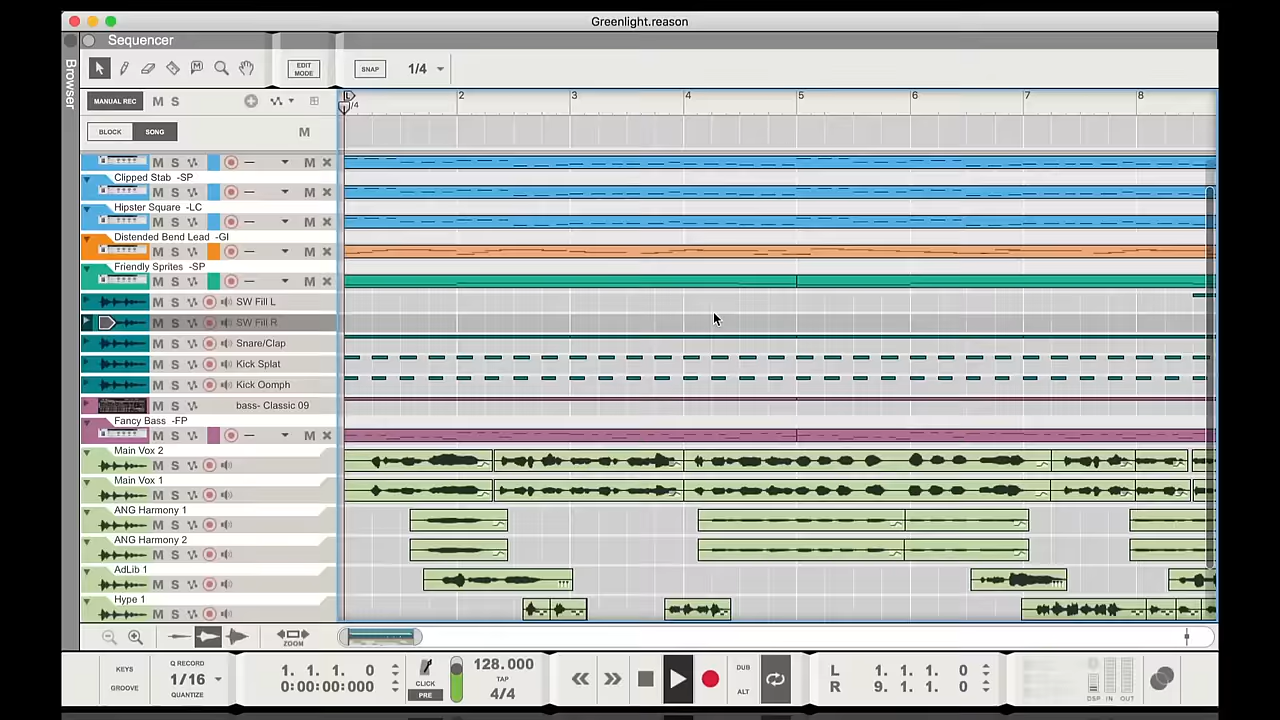 Greenlight.reason
Sequencer
Browser
EDIT MODE
SNAP
1/4
MANUAL REC
M S
BLOCK
SONG
M
2 3 4 5 6 7 8
/4
M S M
Clipped Stab -SP
M S M
Hipster Square -LC
M S M
Distended Bend Lead -GI
M S M
Friendly Sprites -SP
M S M
M S SW Fill L
M S SW Fill R
M S Snare/Clap
M S Kick Splat
M S Kick Oomph
M S bass- Classic 09
Fancy Bass -FP
M S M
Main Vox 2
M S
Main Vox 1
M S
ANG Harmony 1
M S
ANG Harmony 2
M S
AdLib 1
M S
Hype 1
M S
ZOOM
KEYS
GROOVE
Q RECORD
1/16
QUANTIZE
1. 1. 1. 0
0:00:00:000
CLICK
PRE
128.000
TAP
4/4
DUB
ALT
L 1. 1. 1. 0
R 9. 1. 1. 0
DSP IN OUT